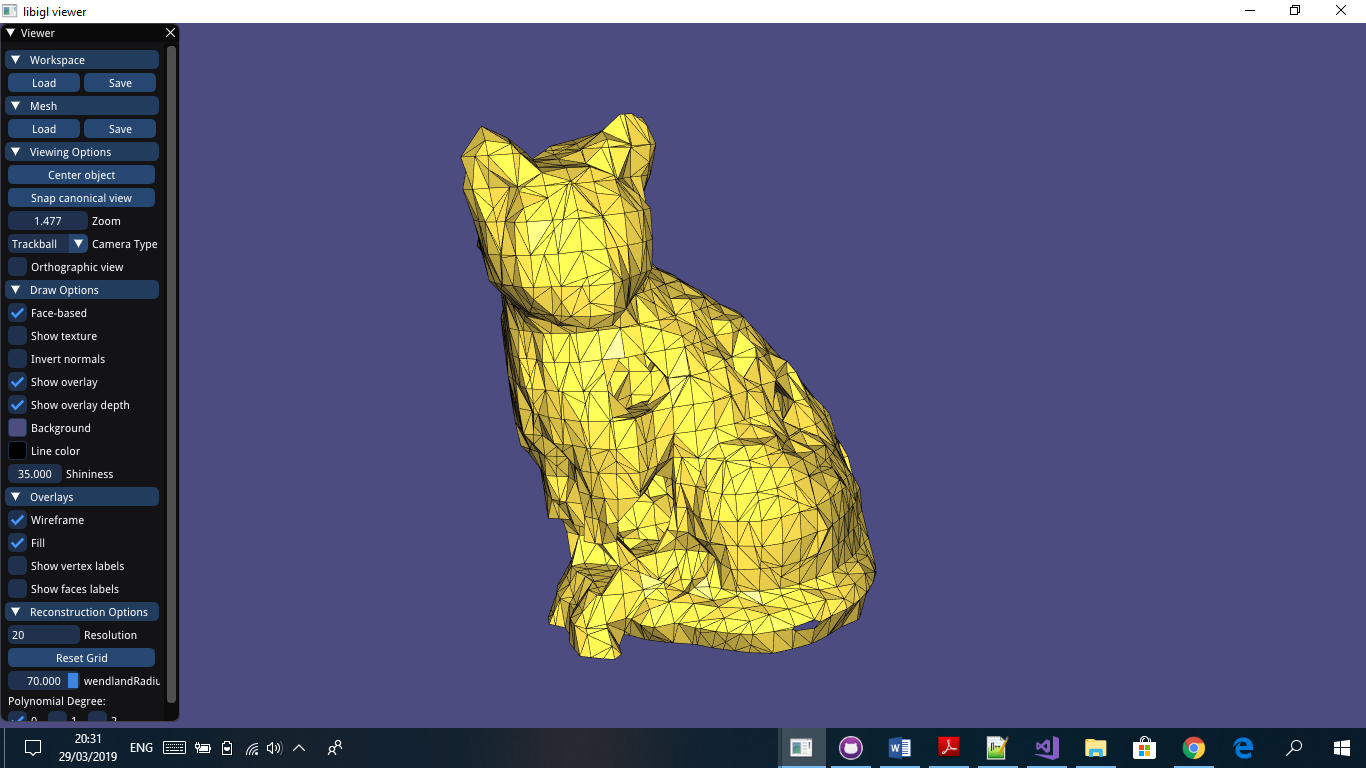 libigl viewer
Viewer
Workspace
Load Save
Mesh
Load Save
Viewing Options
Center object
Snap canonical view
1.477 Zoom
Trackball Camera Type
Orthographic view
Draw Options
Face-based
Show texture
Invert normals
Show overlay
Show overlay depth
Background
Line color
35.000 Shininess
Overlays
Wireframe
Fill
Show vertex labels
Show faces labels
Reconstruction Options
20 Resolution
Reset Grid
70.000 wendlandRadiu
Polynomial Degree:
0 1 2
20:31
29/03/2019
ENG